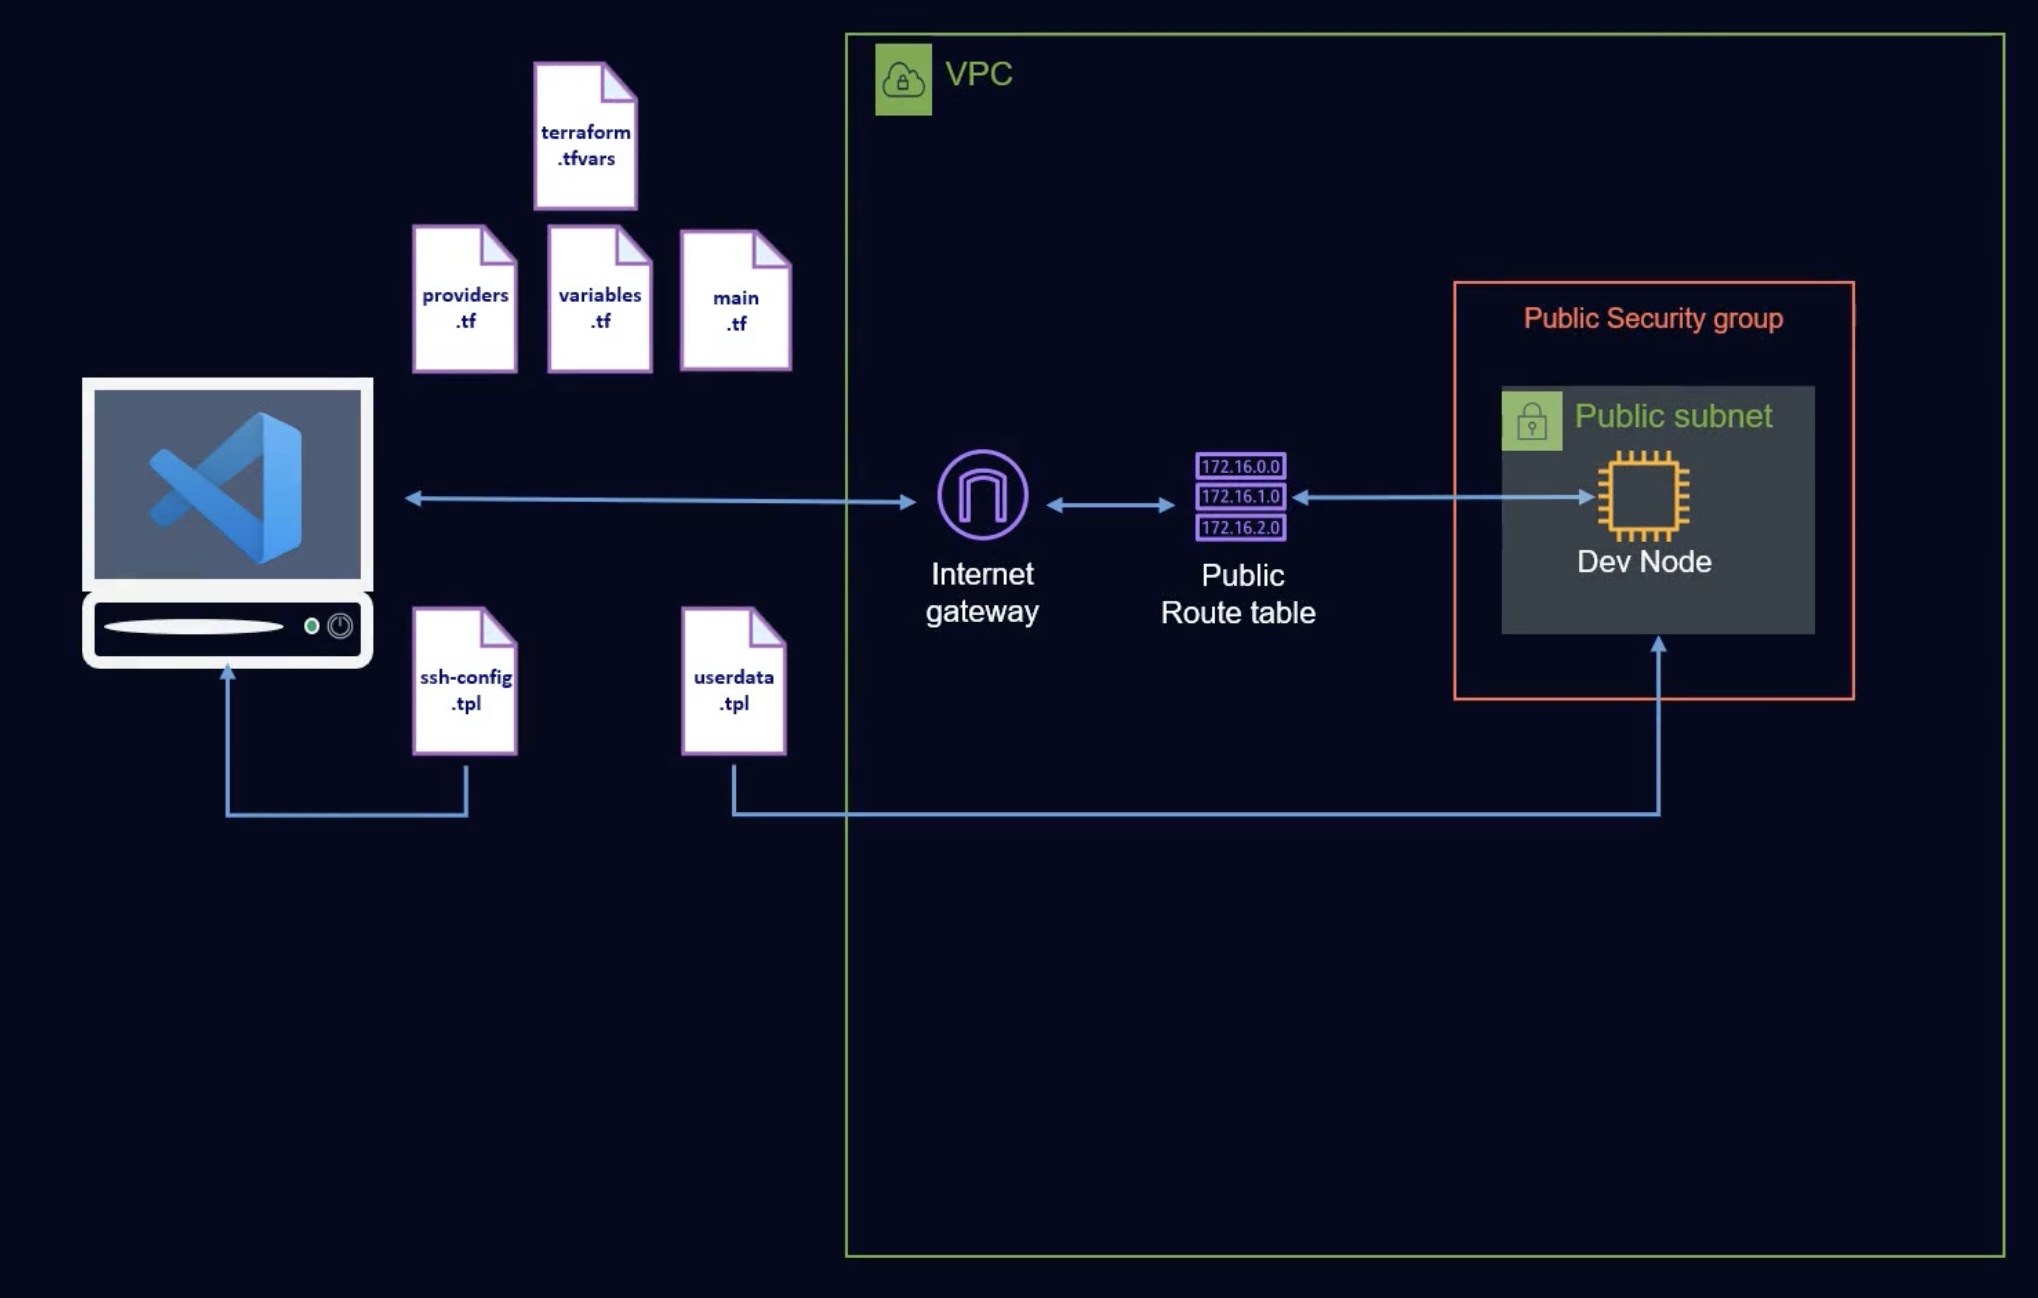 VPC
terraform
.tfvars
providers
.tf
variables
.tf
main
.tf
Public Security group
Public subnet
172.16.0.0
172.16.1.0
172.16.2.0
Dev Node
Internet
gateway
Public
Route table
ssh-config
.tpl
userdata
.tpl